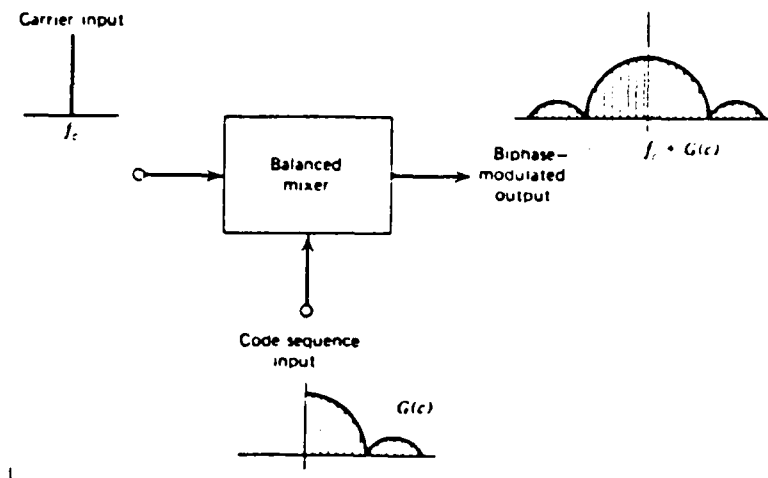 Carrier input
f_c
Balanced
mixer
Biphase-
modulated
output
f_c + G(c)
Code sequence
input
G(c)